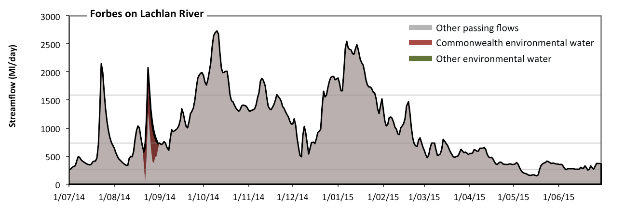 Forbes on Lachlan River
Streamflow (Ml/day)
3000
2500
2000
1500
1000
500
0
Other passing flows
Commonwealth environmental water
Other environmental water
1/07/14 1/08/14 1/09/14 1/10/14 1/11/14 1/12/14 1/01/15 1/02/15 1/03/15 1/04/15 1/05/15 1/06/15